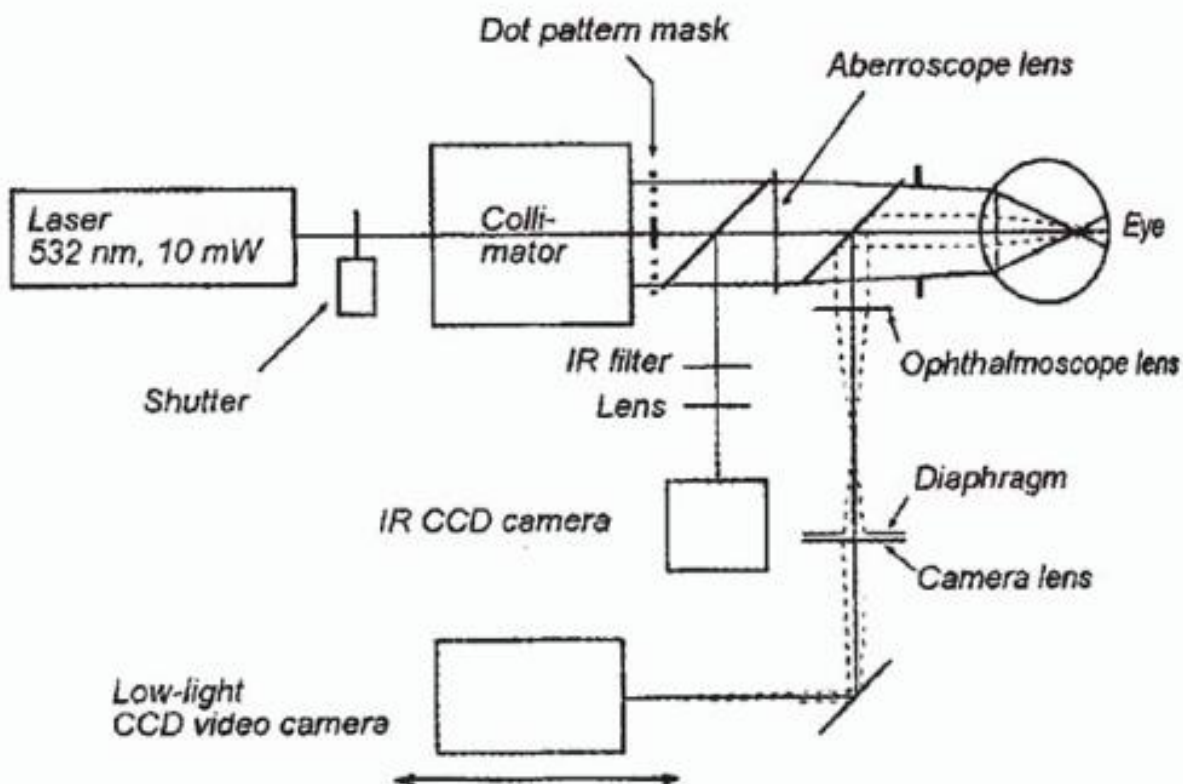 Dot pattern mask
Aberroscope lens
Laser
532 nm, 10 mW
Colli-
mator
Eye
Shutter
IR filter
Lens
Ophthalmoscope lens
IR CCD camera
Diaphragm
Camera lens
Low-light
CCD video camera